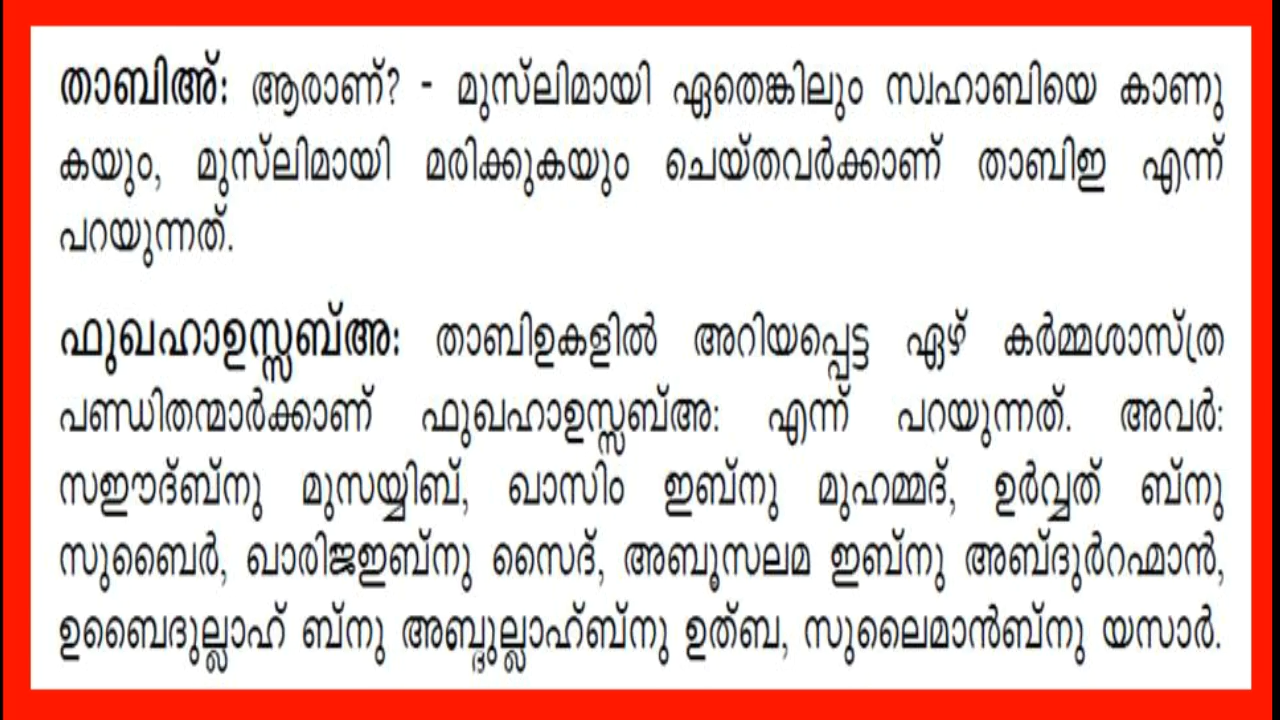 താബിഅ്: ആരാണ്? - മുസ്‌ലിമായി ഏതെങ്കിലും സ്വഹാബിയെ കാണു
കയും, മുസ്‌ലിമായി മരിക്കുകയും ചെയ്തവർക്കാണ് താബിഇ എന്ന്
പറയുന്നത്.
ഫുഖഹാഉസ്സബ്അ: താബിഉകളിൽ അറിയപ്പെട്ട ഏഴ് കർമ്മശാസ്ത്ര
പണ്ഡിതന്മാർക്കാണ് ഫുഖഹാഉസ്സബ്അ: എന്ന് പറയുന്നത്. അവർ:
സഈദ്ബ്നു മുസയ്യിബ്, ഖാസിം ഇബ്നു മുഹമ്മദ്, ഉർവ്വത് ബ്നു
സുബൈർ, ഖാരിജഇബ്നു സൈദ്, അബൂസലമ ഇബ്നു അബ്ദുർറഹ്മാൻ,
ഉബൈദുല്ലാഹ് ബ്നു അബ്ദുല്ലാഹ്ബ്നു ഉത്ബ, സുലൈമാൻബ്നു യസാർ.